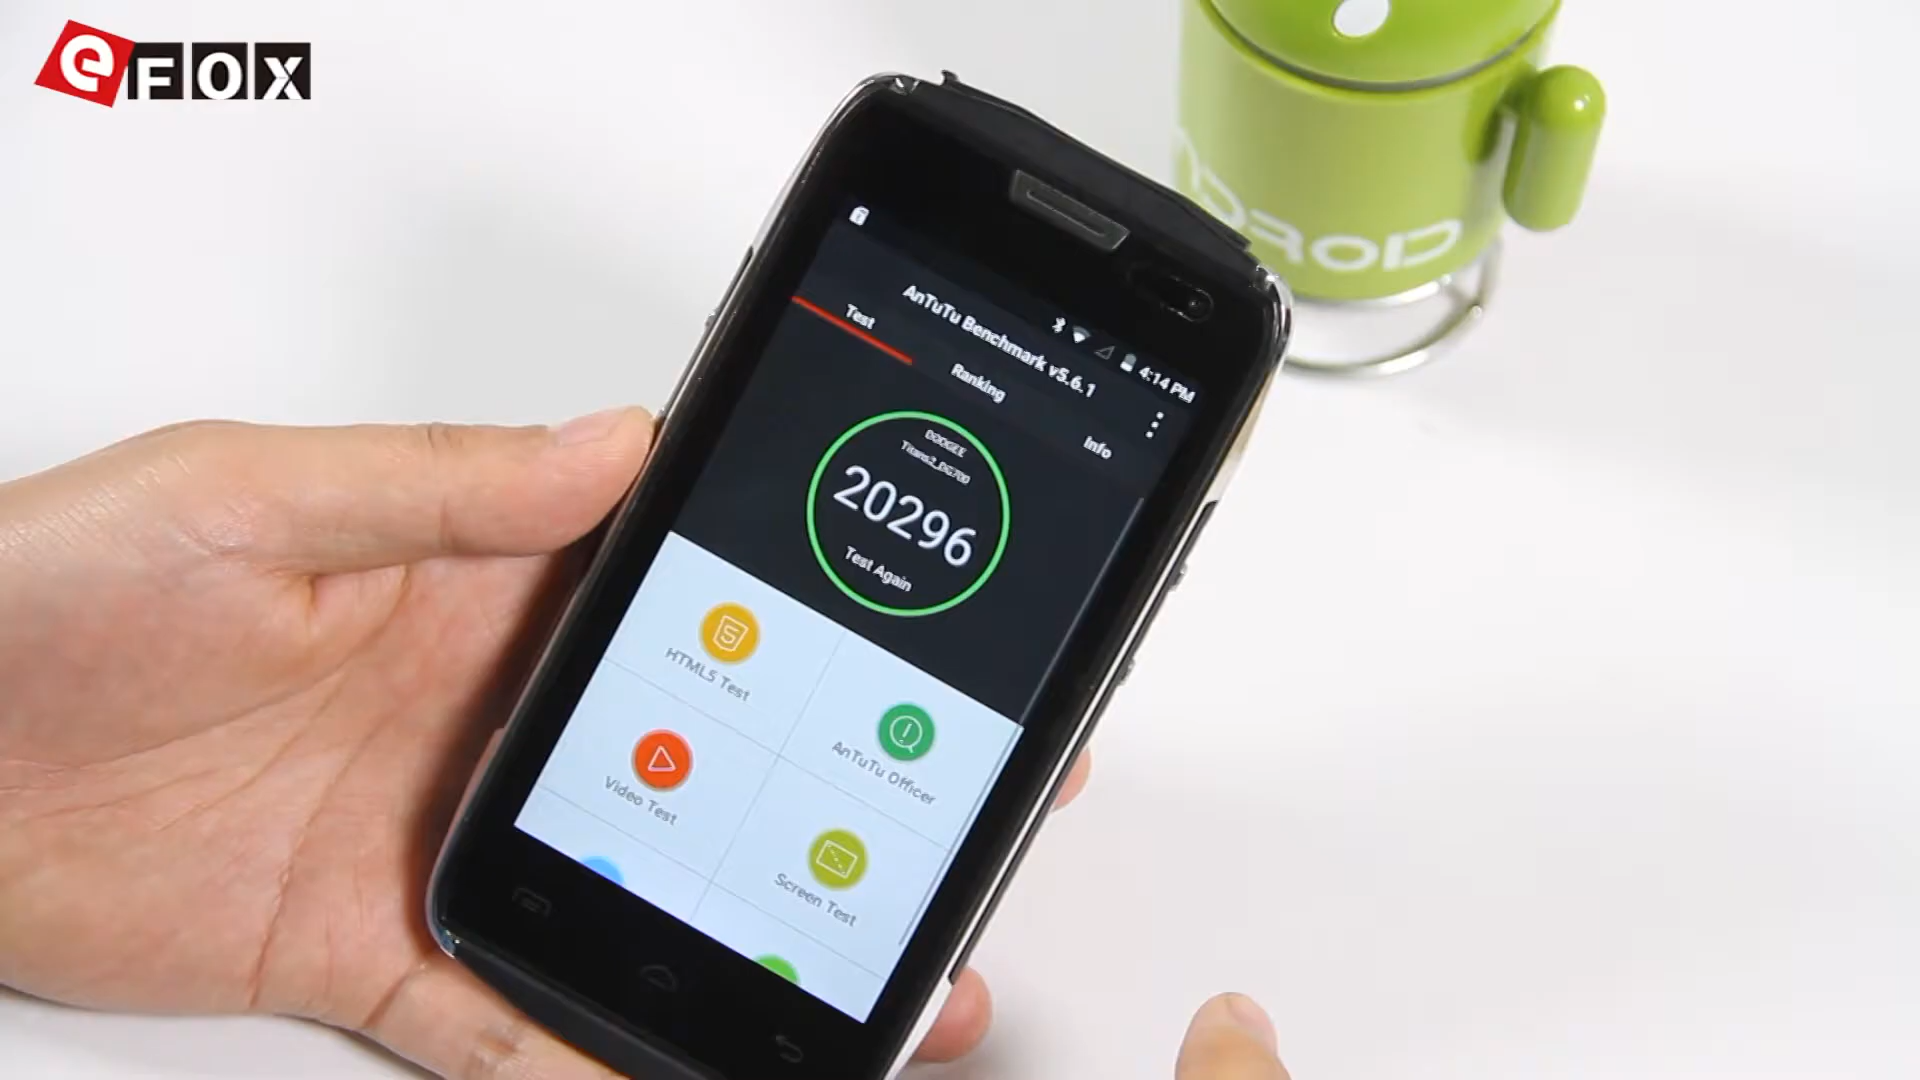 eFOX
4:14 PM
AnTuTu Benchmark v5.6.1
Test
Ranking
Info
DOOGEE
Titans2_DG700
20296
Test Again
HTML5 Test
AnTuTu Officer
Video Test
Screen Test